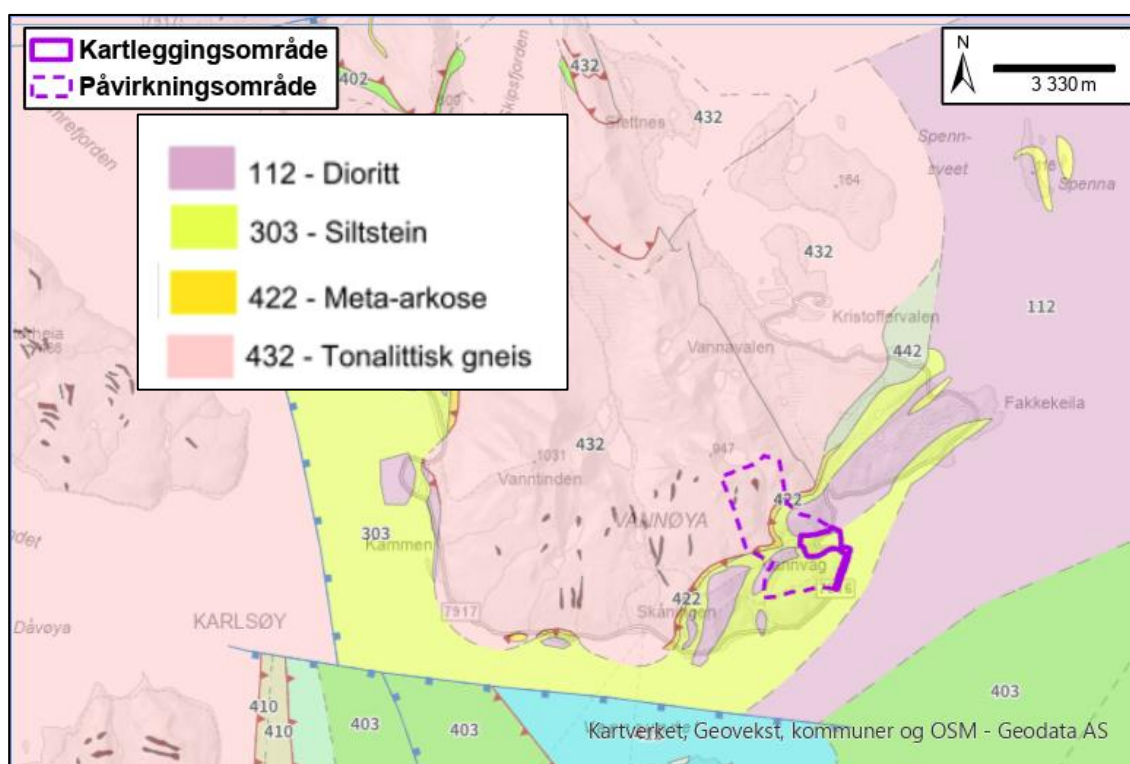 Kartleggingsområde
Påvirkningsområde
N
3 330 m
112 - Dioritt
303 - Siltstein
422 - Meta-arkose
432 - Tonalittisk gneis
402
432
Slettnes
432
Spenn-
sveet
Spenna
164
432
Kristoffervalen
112
Vannavalen
442
Fakkekeila
432
947
1031
Vanntinden
422
VANNØYA
303
Kammen
Vannvåg
422
7917
Skåningen
KARLSØY
Dåvøya
410
410
403
403
403
Kartverket, Geovekst, kommuner og OSM - Geodata AS